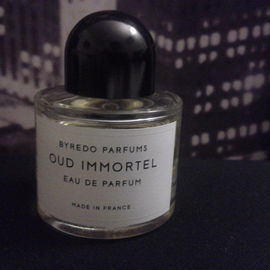 BYREDO PARFUMS
OUD IMMORTEL
EAU DE PARFUM
MADE IN FRANCE